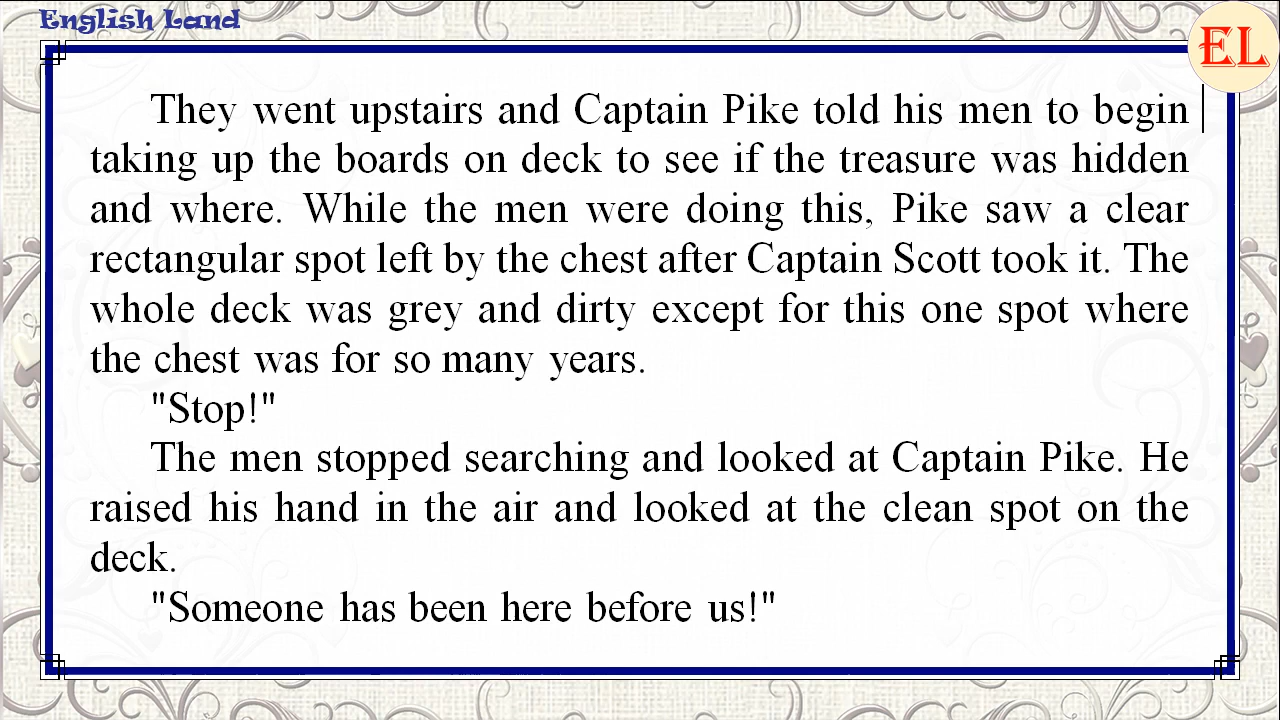 English Land
EL
They went upstairs and Captain Pike told his men to begin
taking up the boards on deck to see if the treasure was hidden
and where. While the men were doing this, Pike saw a clear
rectangular spot left by the chest after Captain Scott took it. The
whole deck was grey and dirty except for this one spot where
the chest was for so many years.
"Stop!"
The men stopped searching and looked at Captain Pike. He
raised his hand in the air and looked at the clean spot on the
deck.
"Someone has been here before us!"